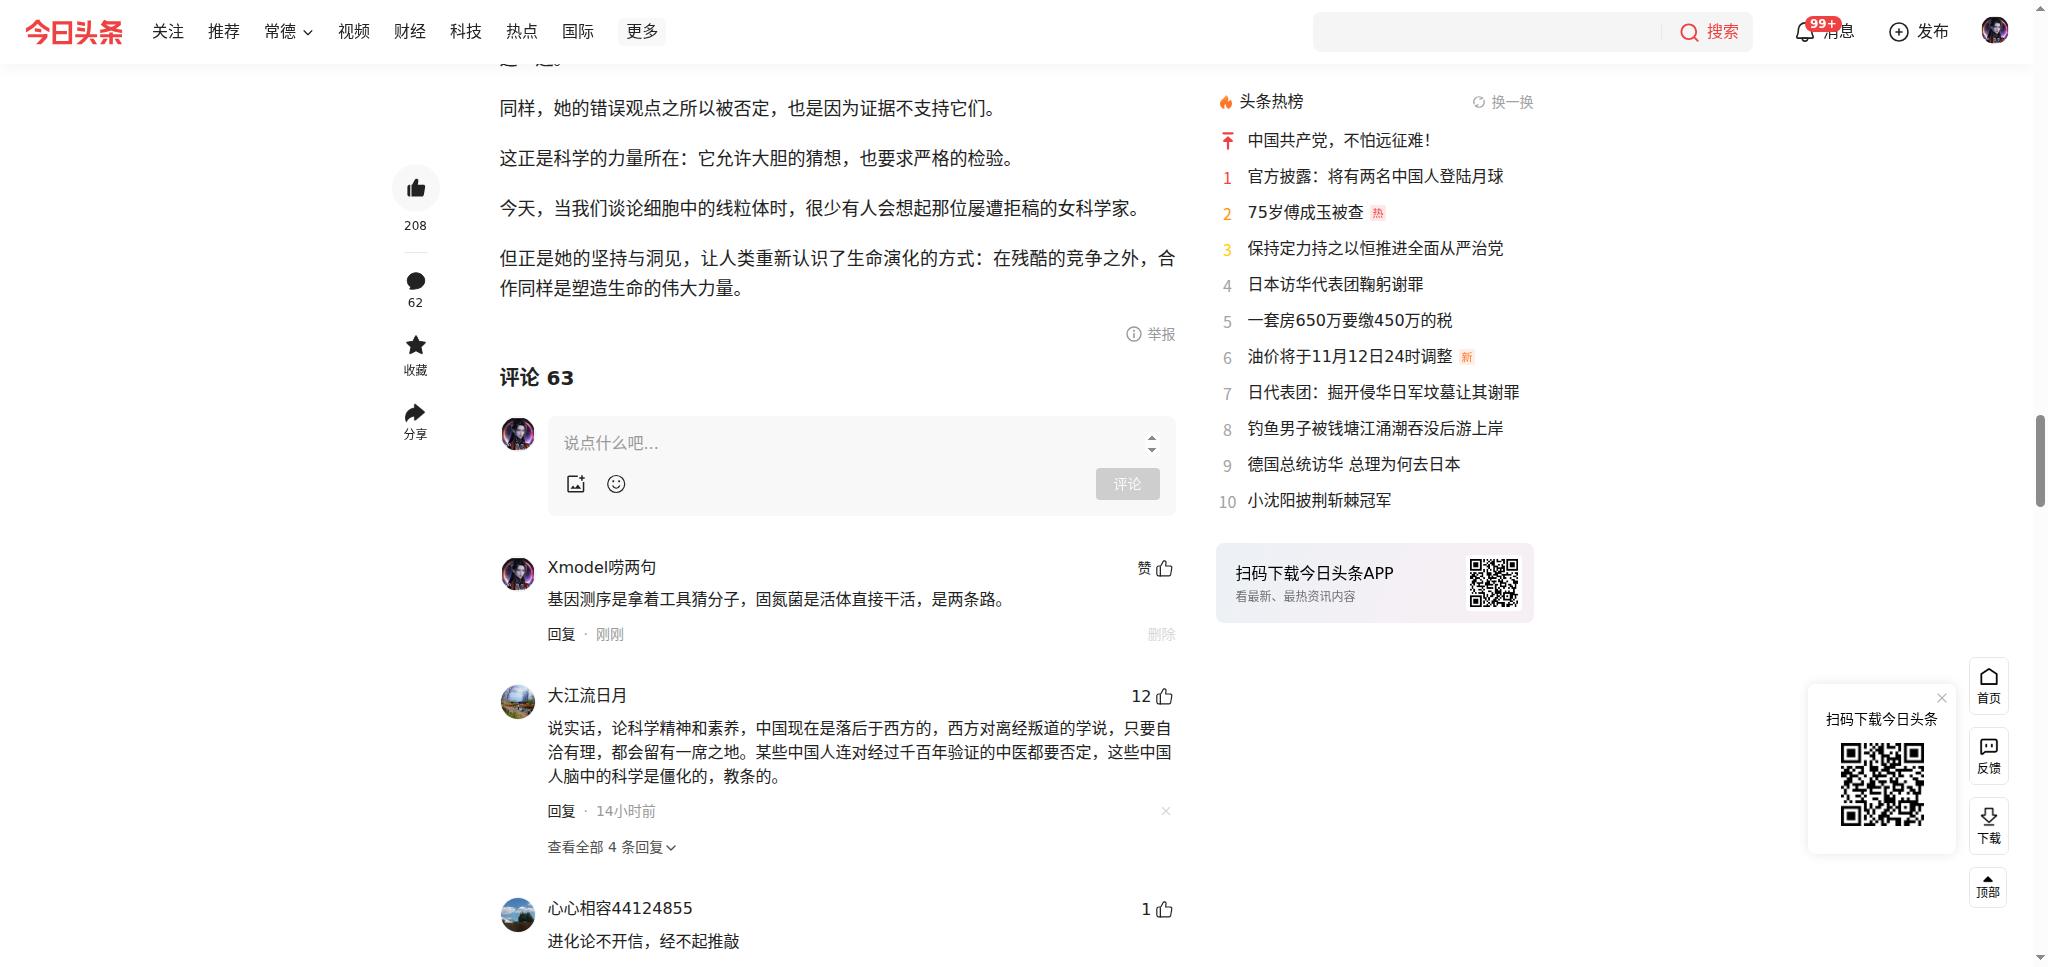 今日头条
关注
推荐
常德
视频
财经
科技
热点
国际
更多
搜索
99+
消息
发布
同样，她的错误观点之所以被否定，也是因为证据不支持它们。
这正是科学的力量所在：它允许大胆的猜想，也要求严格的检验。
今天，当我们谈论细胞中的线粒体时，很少有人会想起那位屡遭拒稿的女科学家。
但正是她的坚持与洞见，让人类重新认识了生命演化的方式：在残酷的竞争之外，合
作同样是塑造生命的伟大力量。
举报
208
62
收藏
分享
评论 63
说点什么吧...
评论
Xmodel唠两句
赞
基因测序是拿着工具猜分子，固氮菌是活体直接干活，是两条路。
回复 · 刚刚
删除
大江流日月
12
说实话，论科学精神和素养，中国现在是落后于西方的，西方对离经叛道的学说，只要自
洽有理，都会留有一席之地。某些中国人连对经过千百年验证的中医都要否定，这些中国
人脑中的科学是僵化的，教条的。
回复 · 14小时前
查看全部 4 条回复
心心相容44124855
1
进化论不开信，经不起推敲
头条热榜
换一换
中国共产党，不怕远征难！
1 官方披露：将有两名中国人登陆月球
2 75岁傅成玉被查 热
3 保持定力持之以恒推进全面从严治党
4 日本访华代表团鞠躬谢罪
5 一套房650万要缴450万的税
6 油价将于11月12日24时调整 新
7 日代表团：掘开侵华日军坟墓让其谢罪
8 钓鱼男子被钱塘江涌潮吞没后游上岸
9 德国总统访华 总理为何去日本
10 小沈阳披荆斩棘冠军
扫码下载今日头条APP
看最新、最热资讯内容
扫码下载今日头条
首页
反馈
下载
顶部